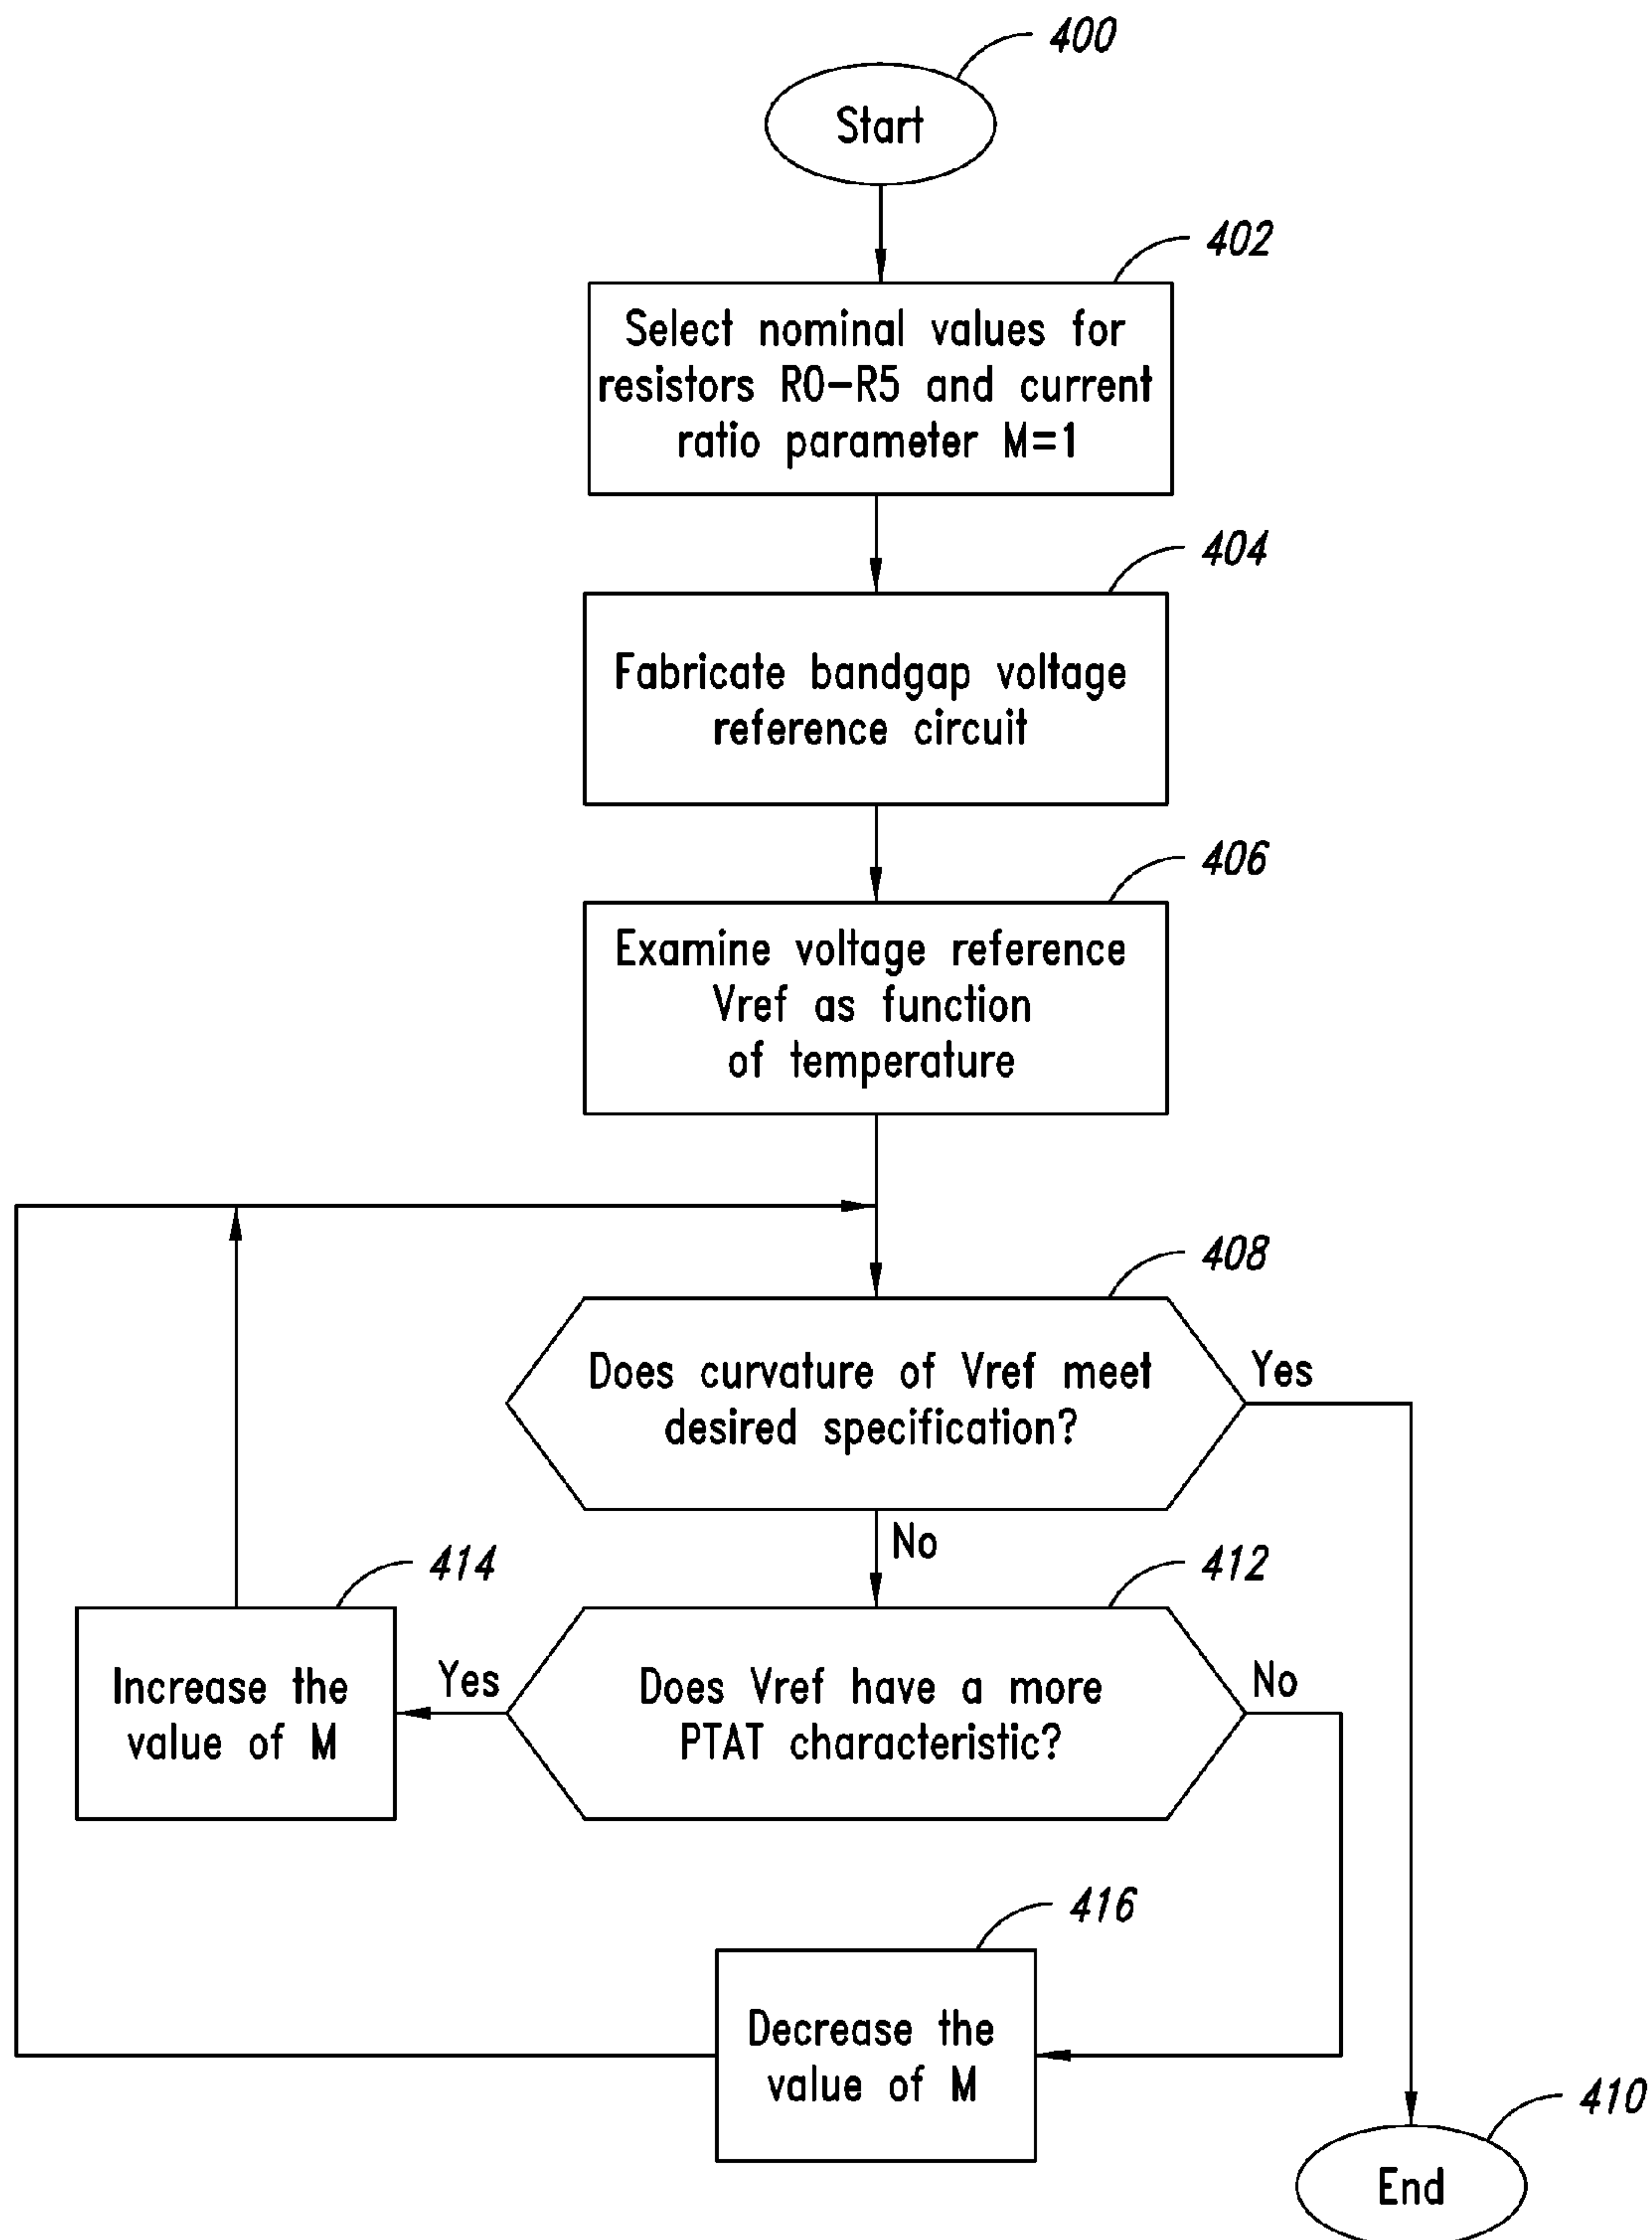 400
Start
402
Select nominal values for
resistors R0-R5 and current
ratio parameter M=1
404
Fabricate bandgap voltage
reference circuit
406
Examine voltage reference
Vref as function
of temperature
408
Does curvature of Vref meet
desired specification?
Yes
No
414
412
Increase the
value of M
Yes
Does Vref have a more
PTAT characteristic?
No
416
Decrease the
value of M
410
End